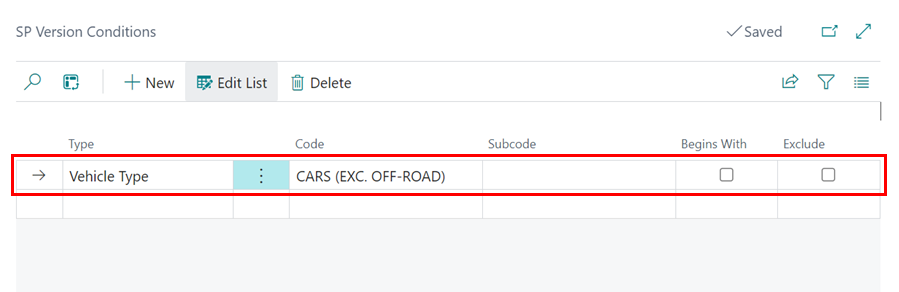 SP Version Conditions
Saved
New Edit List Delete
Type Code Subcode Begins With Exclude
Vehicle Type CARS (EXC. OFF-ROAD)